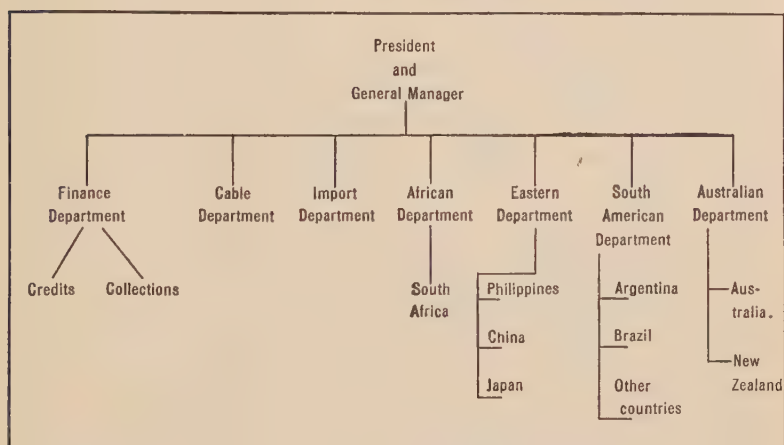 President
and
General Manager
Finance
Department
Cable
Department
Import
Department
African
Department
Eastern
Department
South
American
Department
Australian
Department
Credits
Collections
South
Africa
Philippines
China
Japan
Argentina
Brazil
Other
countries
Aus-
tralia.
New
Zealand